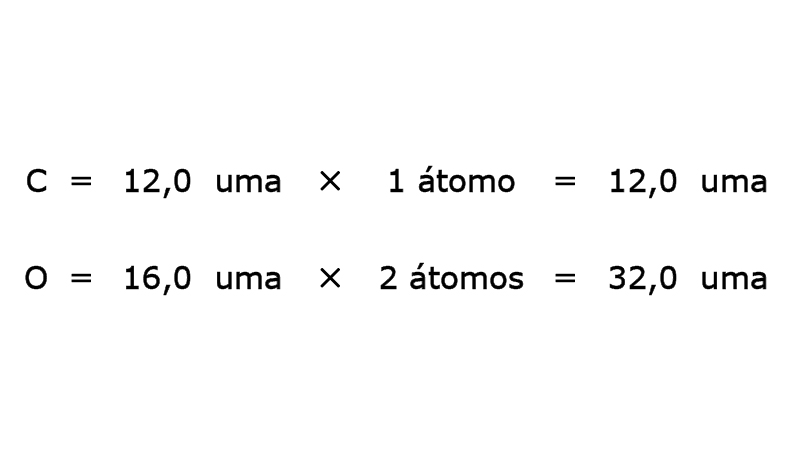 C = 12,0 uma × 1 átomo = 12,0 uma
O = 16,0 uma × 2 átomos = 32,0 uma